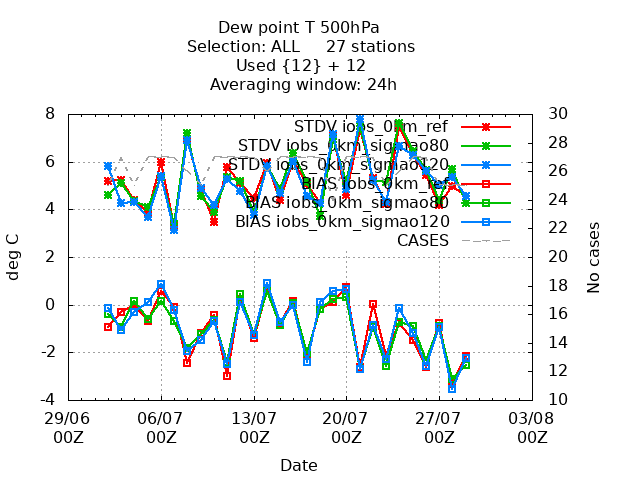 Dew point T 500hPa
Selection: ALL     27 stations
Used {12} + 12
Averaging window: 24h
8
6
4
2
0
-2
-4
30
28
26
24
22
20
18
16
14
12
10
deg C
No cases
STDV iobs_0km_ref
STDV iobs_0km_sigmao80
STDV iobs_0km_sigmao120
BIAS iobs_0km_ref
BIAS iobs_0km_sigmao80
BIAS iobs_0km_sigmao120
CASES
29/06 06/07 13/07 20/07 27/07 03/08
00Z 00Z 00Z 00Z 00Z 00Z
Date